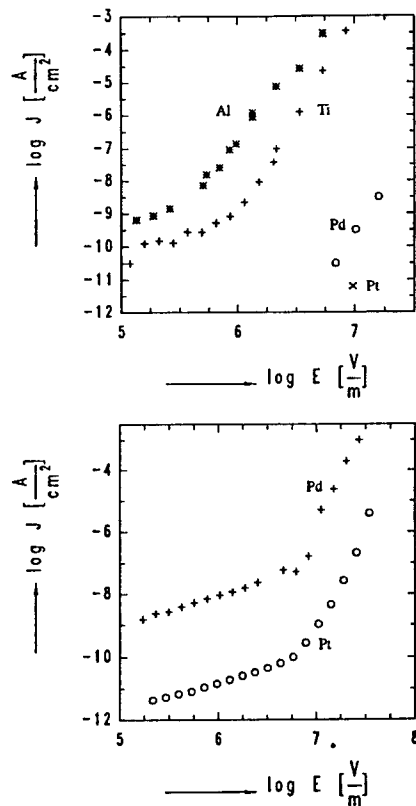 -3
-4
-5
-6
-7
-8
-9
-10
-11
-12
log J [A/cm²]
Al
Ti
Pd
Pt
5 6 7
log E [V/m]
-4
-6
-8
-10
-12
log J [A/cm²]
Pd
Pt
5 6 7 8
log E [V/m]